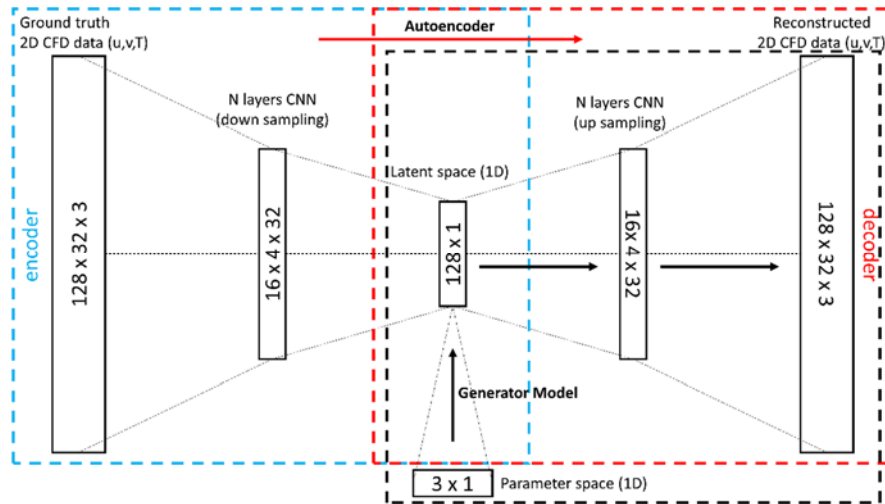 Ground truth
2D CFD data (u,v,T)
Autoencoder
Reconstructed
2D CFD data (u,v,T)
N layers CNN
(down sampling)
N layers CNN
(up sampling)
Latent space (1D)
encoder
128 x 32 x 3
16 x 4 x 32
128 x 1
16x 4 x 32
128 x 32 x 3
decoder
Generator Model
3 x 1
Parameter space (1D)